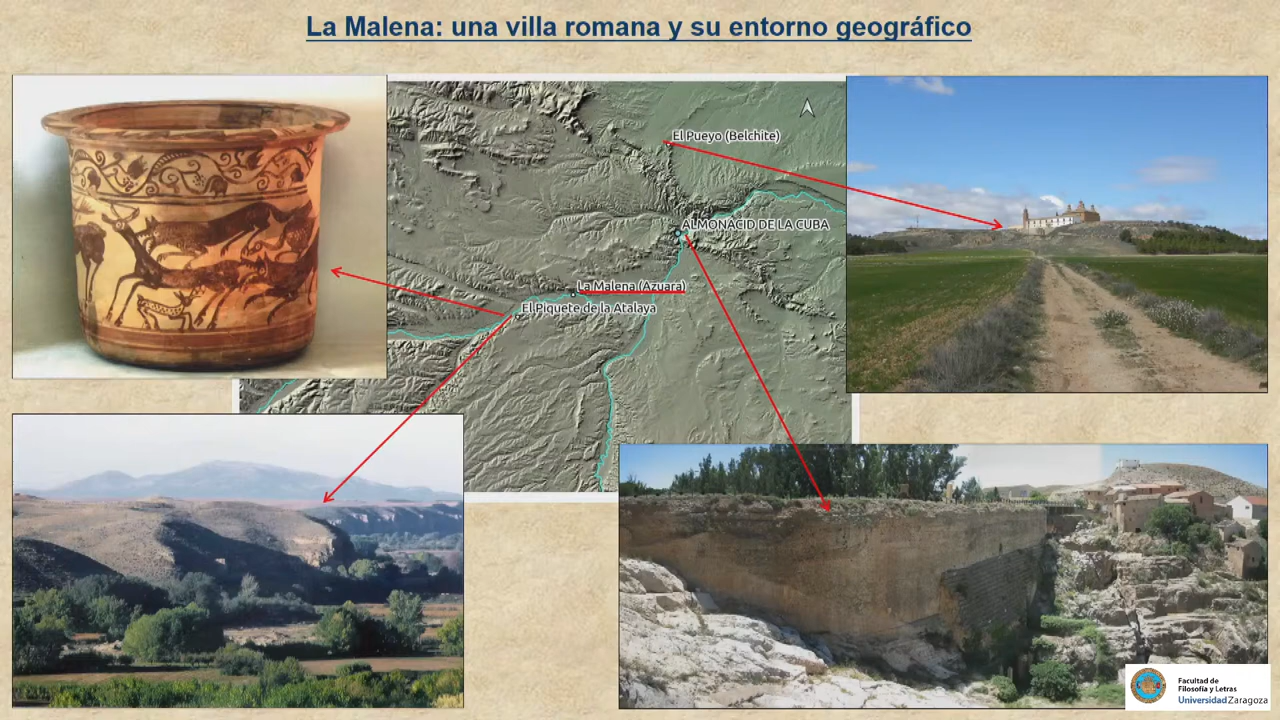 La Malena: una villa romana y su entorno geográfico
El Pueyo (Belchite)
ALMONACID DE LA CUBA
La Malena (Azuara)
El Piquete de la Atalaya
Facultad de
Filosofía y Letras
Universidad Zaragoza